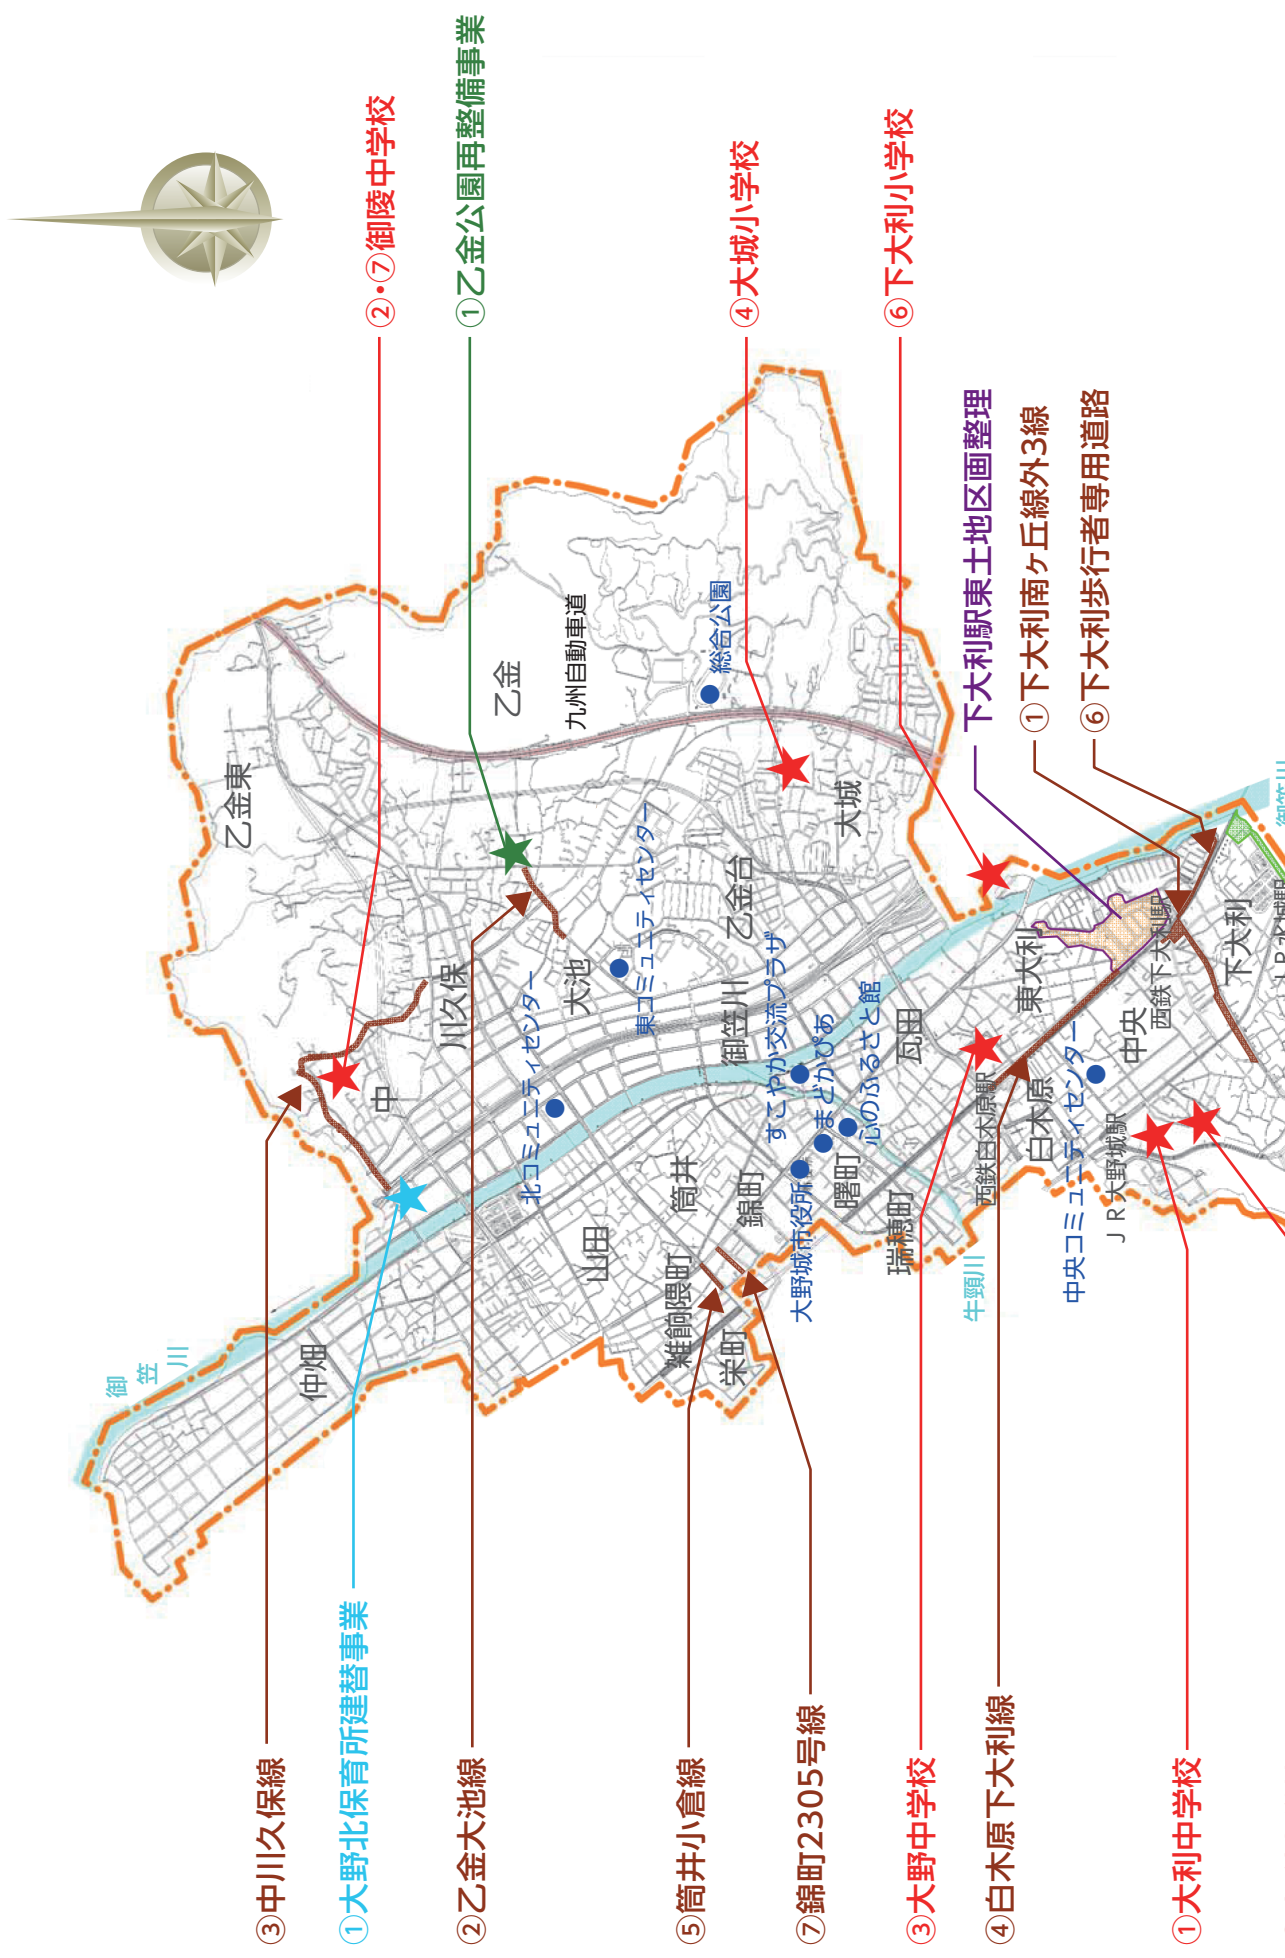 ②・⑦御陵中学校
①乙金公園再整備事業
④大城小学校
⑥下大利小学校
下大利駅東土地区画整理
①下大利南ヶ丘線外3線
⑥下大利歩行者専用道路
乙金東
乙金
九州自動車道
総合公園
大城
川久保
中
大池
東コミュニティセンター
乙金台
北コミュニティセンター
御笠川
すこやか交流プラザ
まどかぴあ
心のふるさと館
瓦田
東大利
西鉄下大利駅
下大利
中央
御笠川
仲畑
山田
筒井
錦町
雑餉隈町
栄町
大野城市役所
曙町
瑞穂町
牛頸川
西鉄白木原駅
白木原
中央コミュニティセンター
ＪＲ大野城駅
御笠川
ＪＲ水城駅
③中川久保線
①大野北保育所建替事業
②乙金大池線
⑤筒井小倉線
⑦錦町2305号線
③大野中学校
④白木原下大利線
①大利中学校